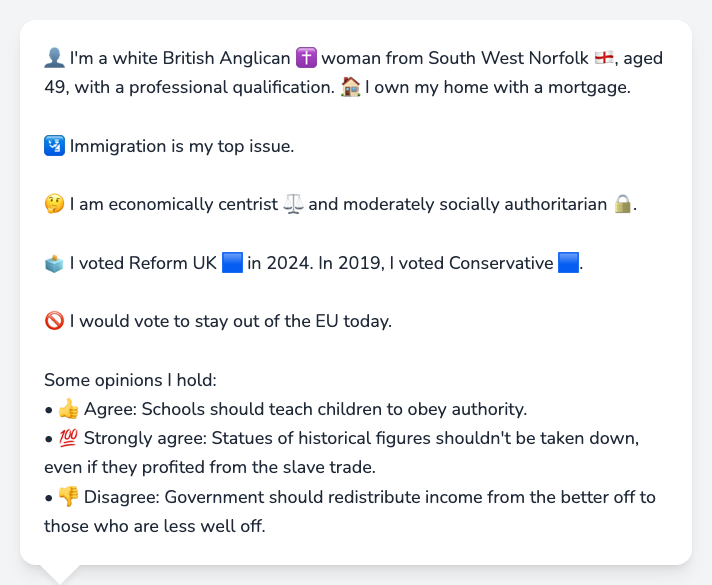 👤 I'm a white British Anglican ✝️ woman from South West Norfolk 🏴󠁧󠁢󠁥󠁮󠁧󠁿, aged
49, with a professional qualification. 🏠 I own my home with a mortgage.
🛂 Immigration is my top issue.
🤔 I am economically centrist ⚖️ and moderately socially authoritarian 🔒.
🗳️ I voted Reform UK 🟦 in 2024. In 2019, I voted Conservative 🟦.
🚫 I would vote to stay out of the EU today.
Some opinions I hold:
• 👍 Agree: Schools should teach children to obey authority.
• 💯 Strongly agree: Statues of historical figures shouldn't be taken down,
even if they profited from the slave trade.
• 👎 Disagree: Government should redistribute income from the better off to
those who are less well off.